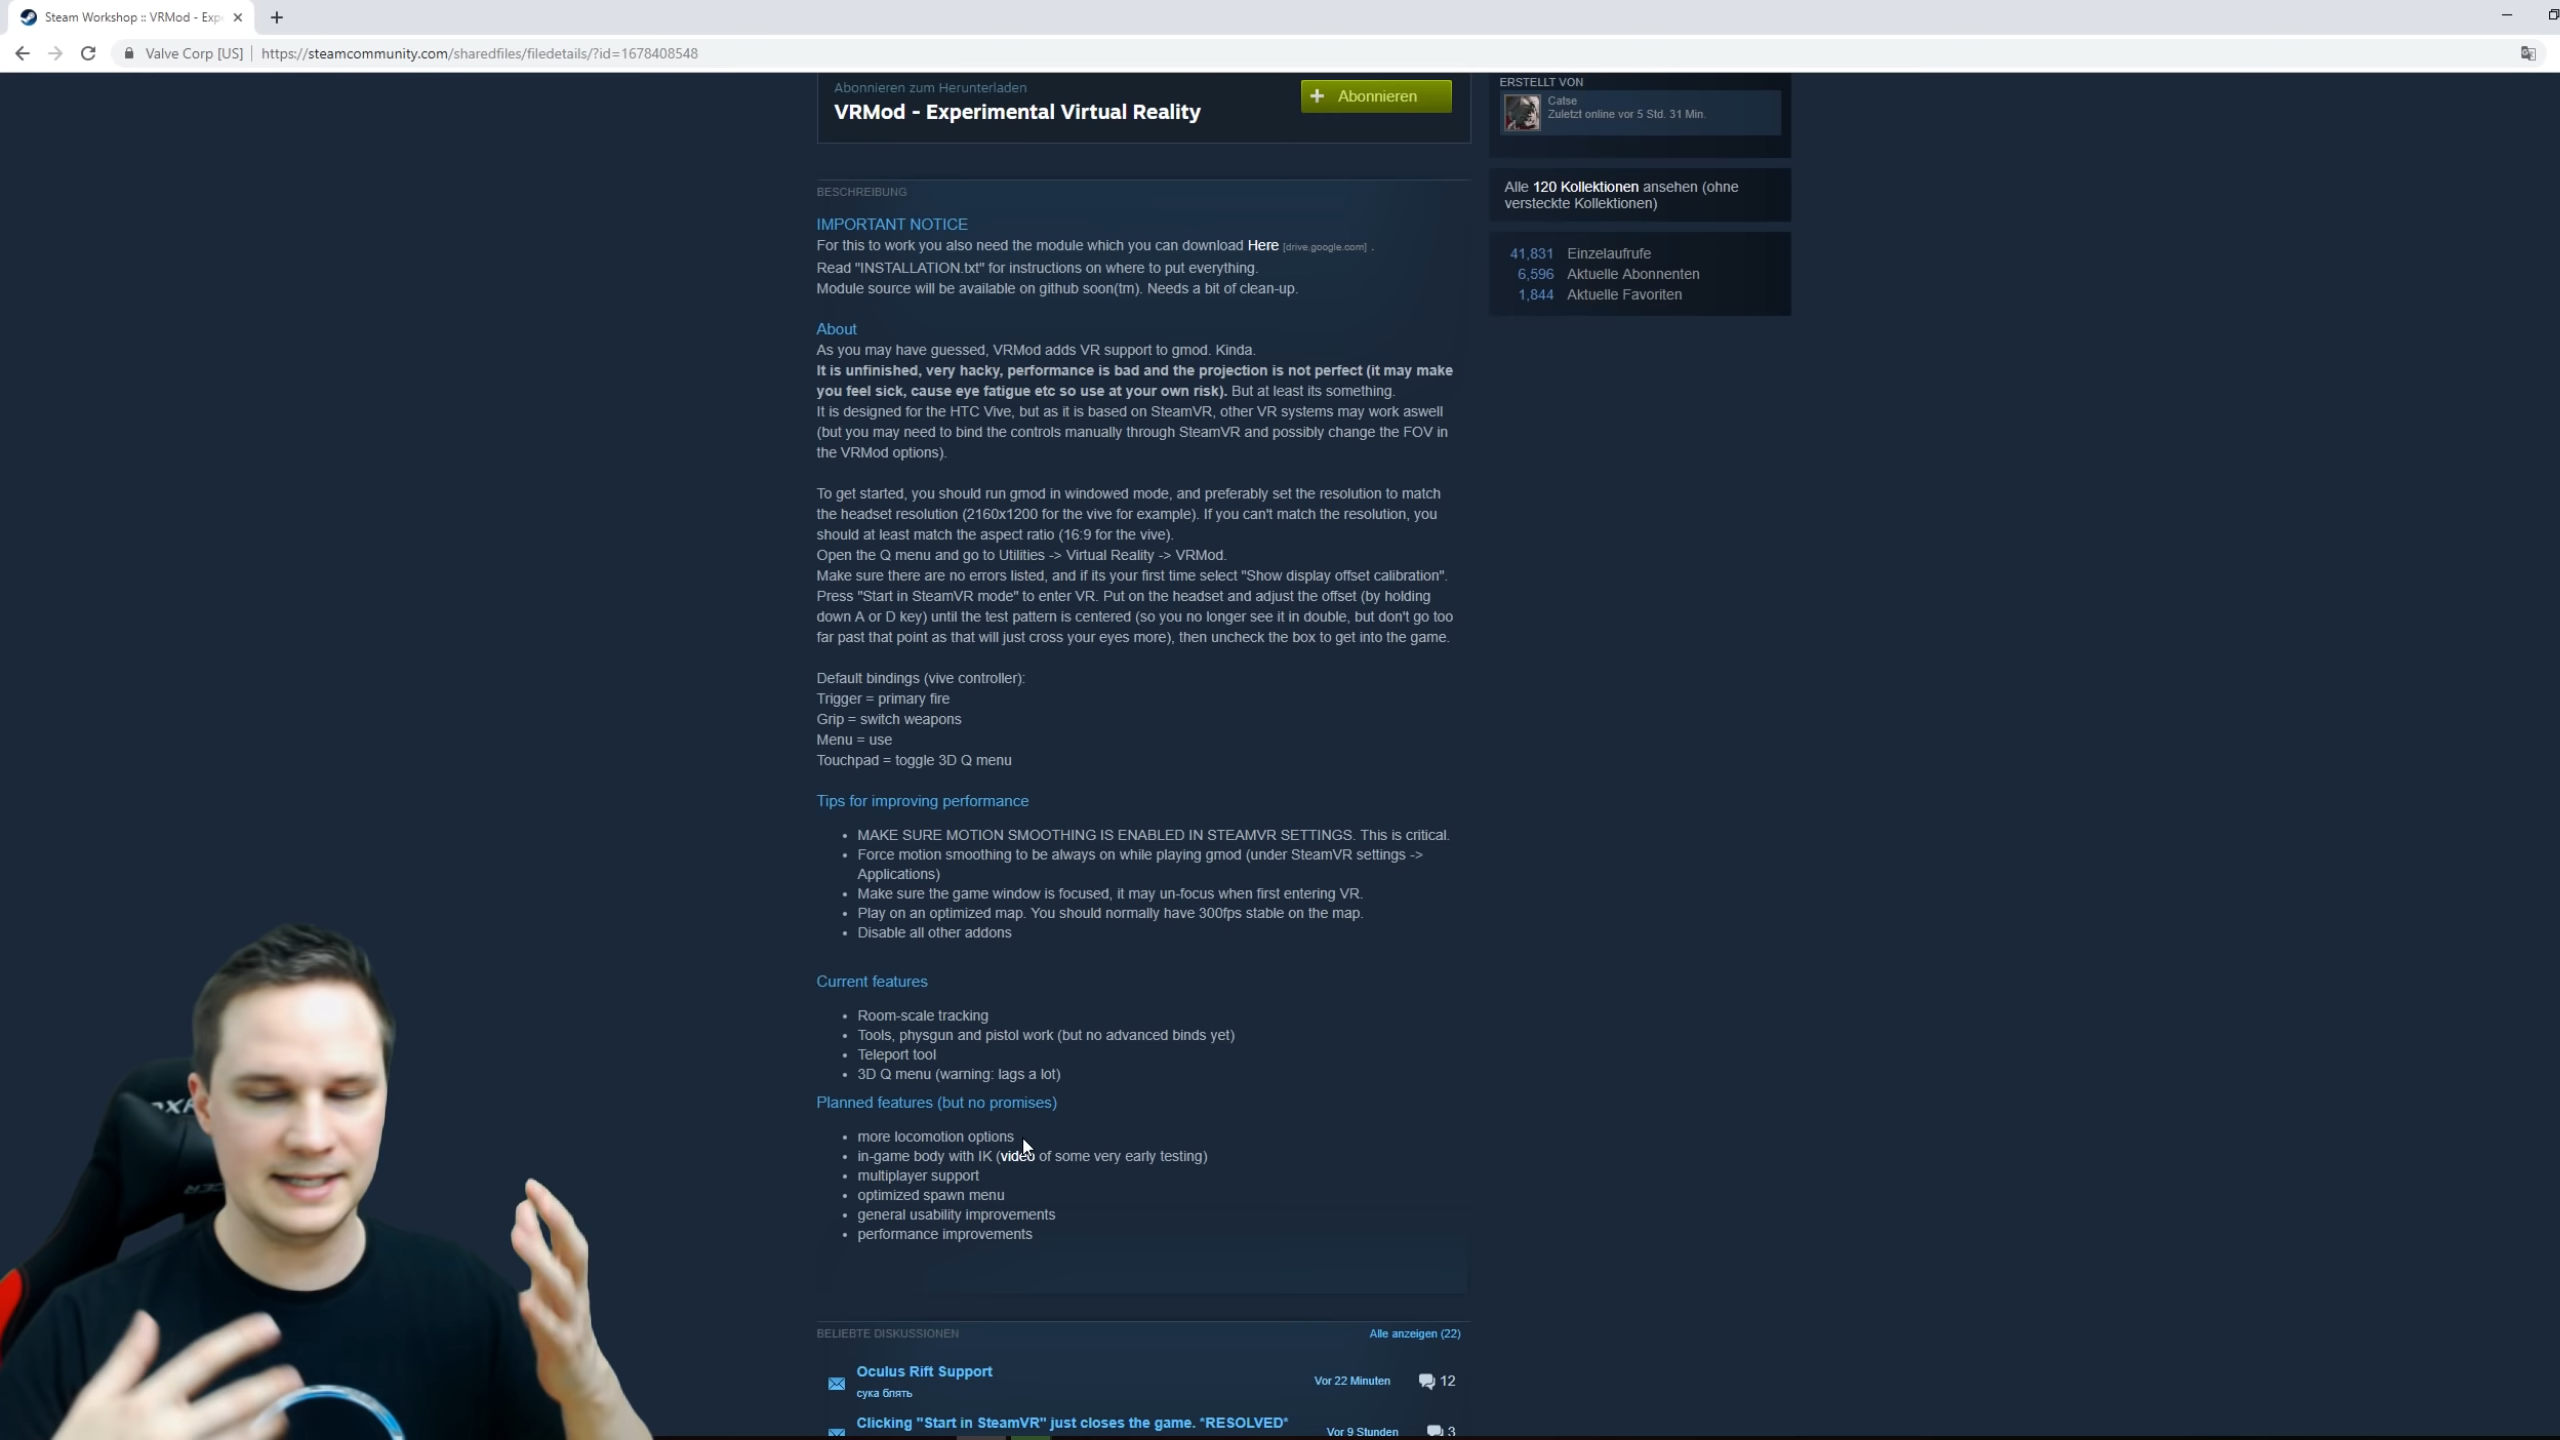 Steam Workshop :: VRMod - Exp
Valve Corp [US]
https://steamcommunity.com/sharedfiles/filedetails/?id=1678408548
Abonnieren zum Herunterladen
VRMod - Experimental Virtual Reality
+ Abonnieren
ERSTELLT VON
Catse
Zuletzt online vor 5 Std. 31 Min.
Alle 120 Kollektionen ansehen (ohne
versteckte Kollektionen)
41,831 Einzelaufrufe
6,596 Aktuelle Abonnenten
1,844 Aktuelle Favoriten
BESCHREIBUNG
IMPORTANT NOTICE
For this to work you also need the module which you can download Here [drive.google.com] .
Read "INSTALLATION.txt" for instructions on where to put everything.
Module source will be available on github soon(tm). Needs a bit of clean-up.
About
As you may have guessed, VRMod adds VR support to gmod. Kinda.
It is unfinished, very hacky, performance is bad and the projection is not perfect (it may make
you feel sick, cause eye fatigue etc so use at your own risk). But at least its something.
It is designed for the HTC Vive, but as it is based on SteamVR, other VR systems may work aswell
(but you may need to bind the controls manually through SteamVR and possibly change the FOV in
the VRMod options).
To get started, you should run gmod in windowed mode, and preferably set the resolution to match
the headset resolution (2160x1200 for the vive for example). If you can't match the resolution, you
should at least match the aspect ratio (16:9 for the vive).
Open the Q menu and go to Utilities -> Virtual Reality -> VRMod.
Make sure there are no errors listed, and if its your first time select "Show display offset calibration".
Press "Start in SteamVR mode" to enter VR. Put on the headset and adjust the offset (by holding
down A or D key) until the test pattern is centered (so you no longer see it in double, but don't go too
far past that point as that will just cross your eyes more), then uncheck the box to get into the game.
Default bindings (vive controller):
Trigger = primary fire
Grip = switch weapons
Menu = use
Touchpad = toggle 3D Q menu
Tips for improving performance
• MAKE SURE MOTION SMOOTHING IS ENABLED IN STEAMVR SETTINGS. This is critical.
• Force motion smoothing to be always on while playing gmod (under SteamVR settings ->
Applications)
• Make sure the game window is focused, it may un-focus when first entering VR.
• Play on an optimized map. You should normally have 300fps stable on the map.
• Disable all other addons
Current features
• Room-scale tracking
• Tools, physgun and pistol work (but no advanced binds yet)
• Teleport tool
• 3D Q menu (warning: lags a lot)
Planned features (but no promises)
• more locomotion options
• in-game body with IK (video of some very early testing)
• multiplayer support
• optimized spawn menu
• general usability improvements
• performance improvements
BELIEBTE DISKUSSIONEN
Alle anzeigen (22)
Oculus Rift Support
сука блять
Vor 22 Minuten
12
Clicking "Start in SteamVR" just closes the game. *RESOLVED*
Vor 9 Stunden
3